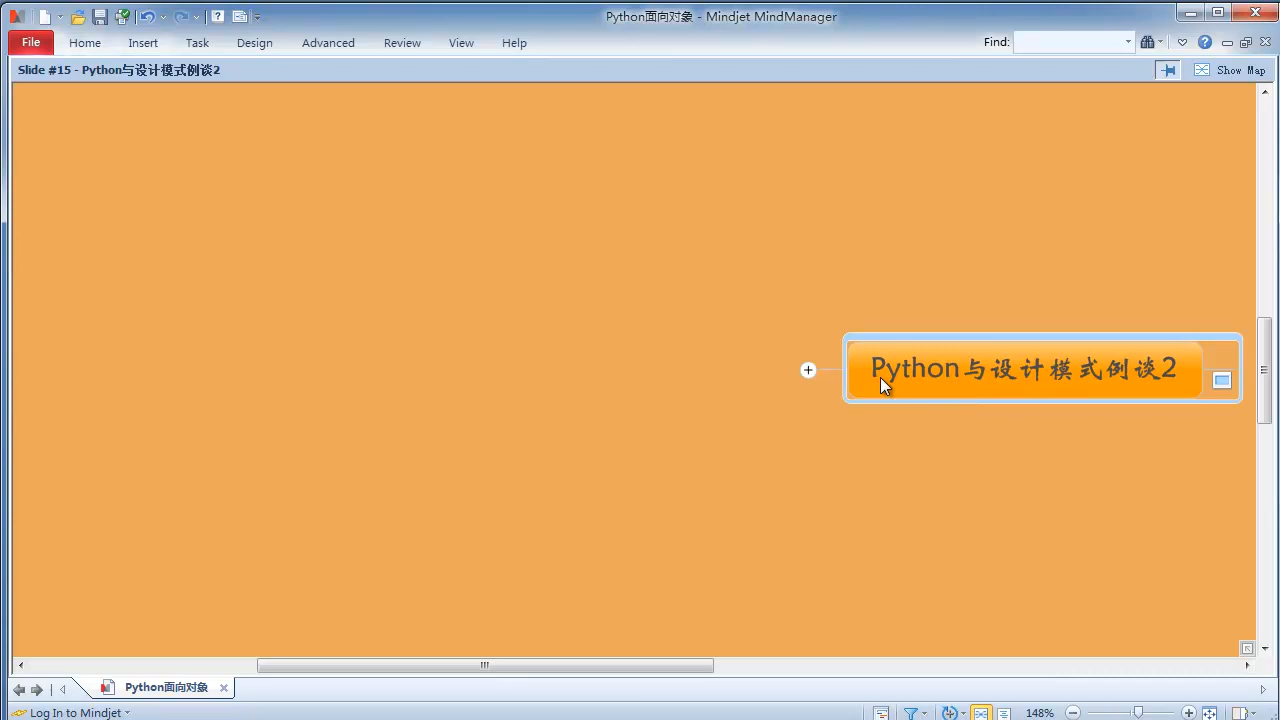 Python面向对象 - Mindjet MindManager
File Home Insert Task Design Advanced Review View Help Find:
Slide #15 - Python与设计模式例谈2 Show Map
Python与设计模式例谈2
Python面向对象
Log In to Mindjet 148%